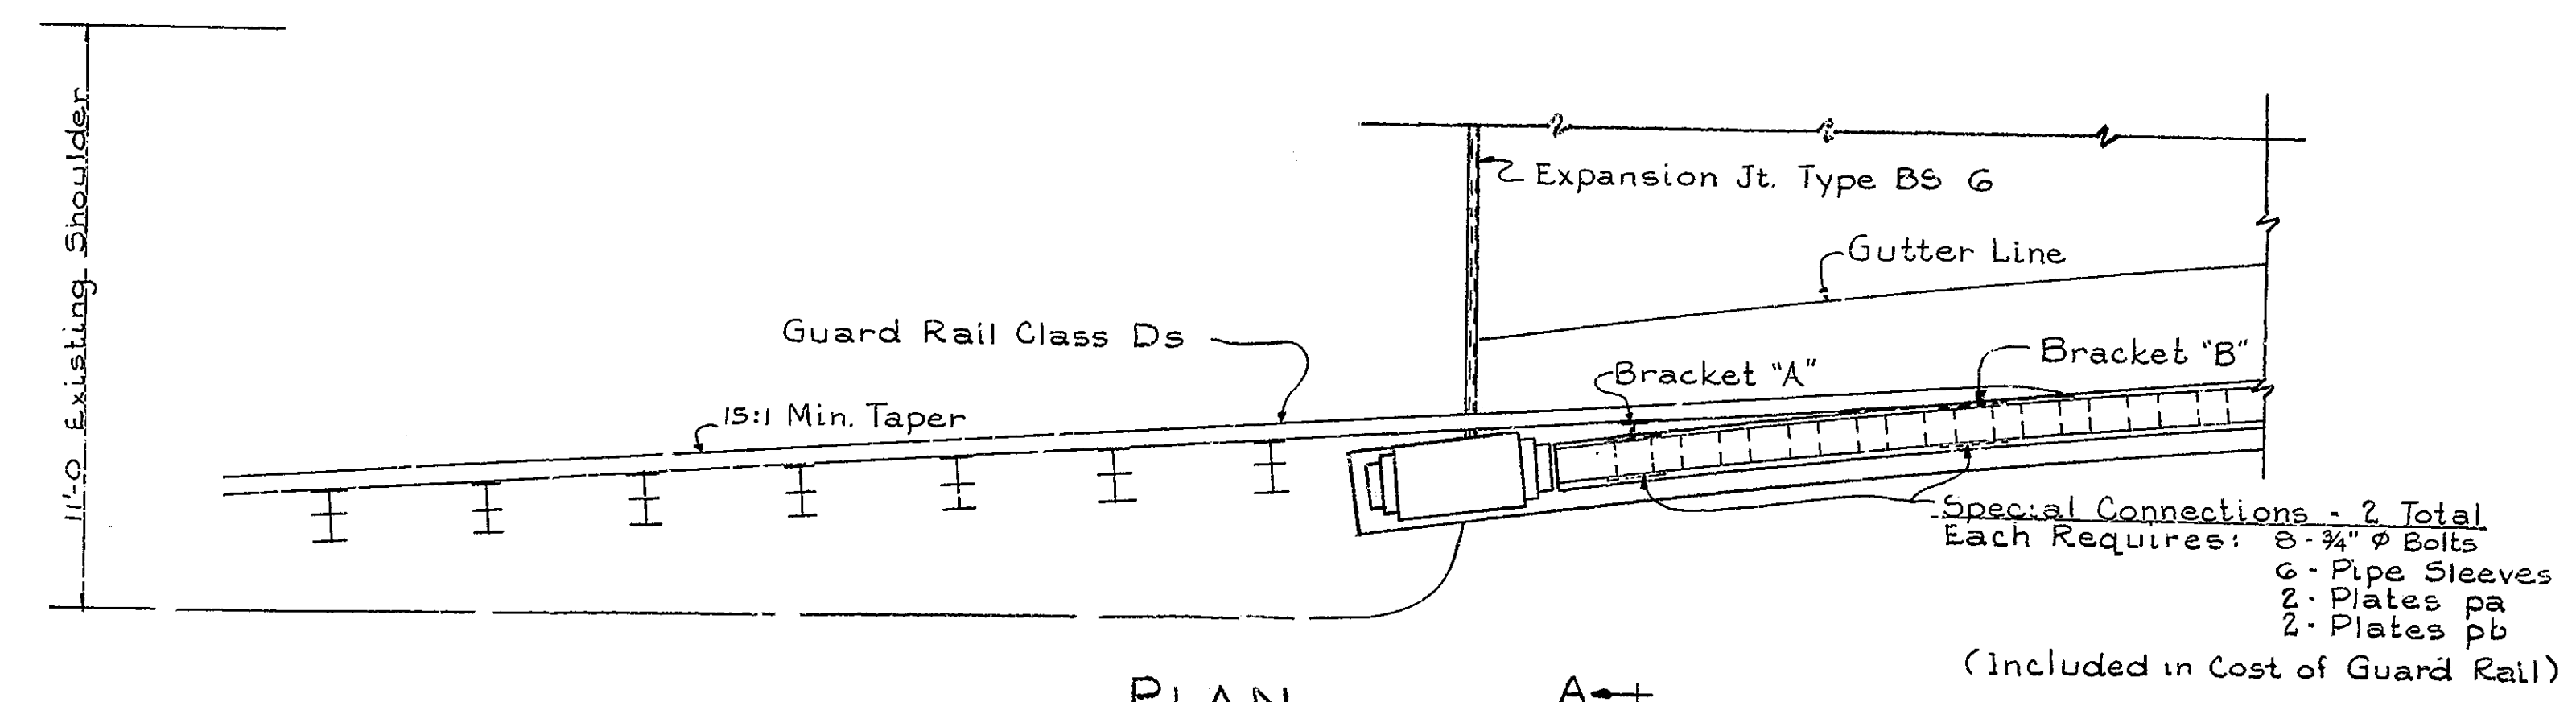 11'-0 Existing Shoulder
Expansion Jt. Type BS 6
Gutter Line
Guard Rail Class Ds
Bracket "A"
Bracket "B"
15:1 Min. Taper
Special Connections - 2 Total
Each Requires: 8 - 3/4" φ Bolts
6 - Pipe Sleeves
2 - Plates pa
2 - Plates pb
(Included in Cost of Guard Rail)
PLAN
A